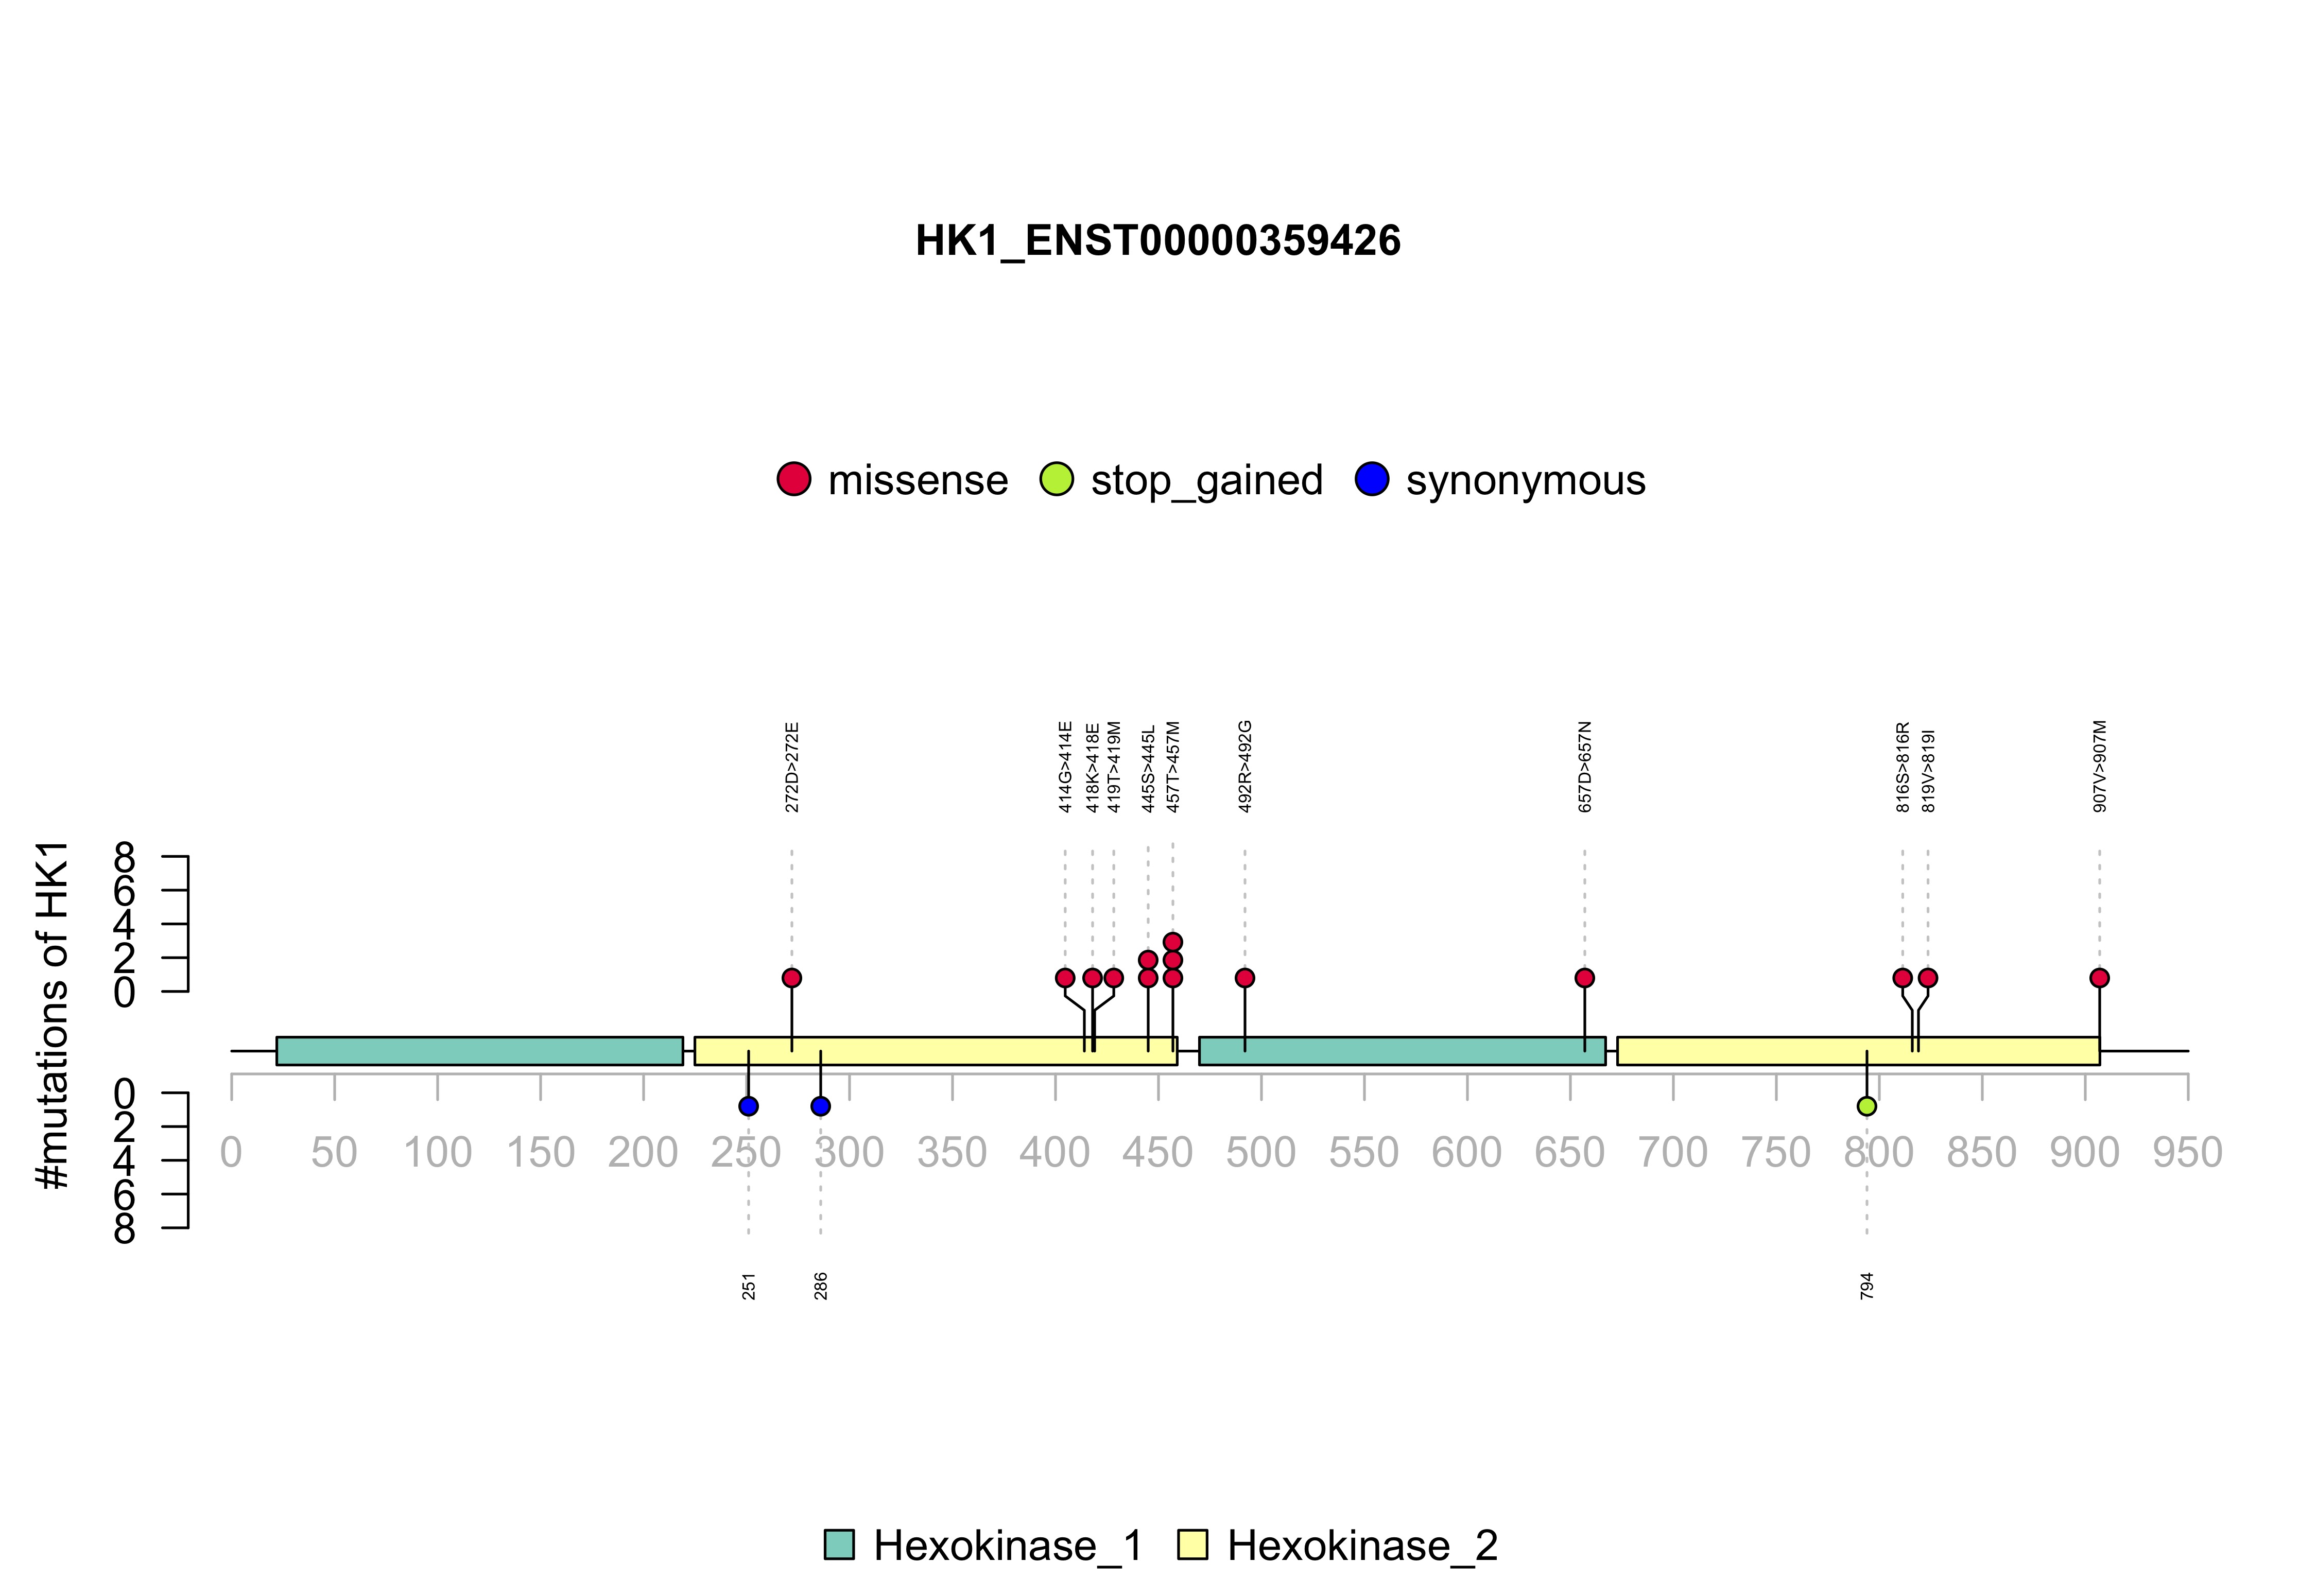 HK1_ENST00000359426
missense stop_gained synonymous
272D>272E
414G>414E
418K>418E
419T>419M
445S>445L
457T>457M
492R>492G
657D>657N
816S>816R
819V>819I
907V>907M
#mutations of HK1
8
6
4
2
0
0
2
4
6
8
0 50 100 150 200 250 300 350 400 450 500 550 600 650 700 750 800 850 900 950
251
286
794
Hexokinase_1 Hexokinase_2